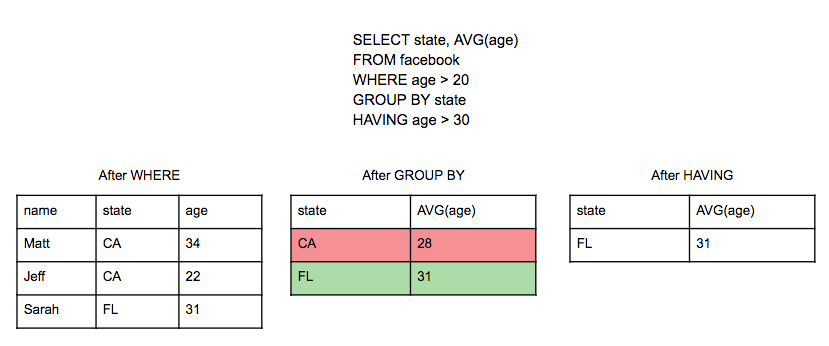 SELECT state, AVG(age)
FROM facebook
WHERE age > 20
GROUP BY state
HAVING age > 30
After WHERE
name state age
Matt CA 34
Jeff CA 22
Sarah FL 31
After GROUP BY
state AVG(age)
CA 28
FL 31
After HAVING
state AVG(age)
FL 31